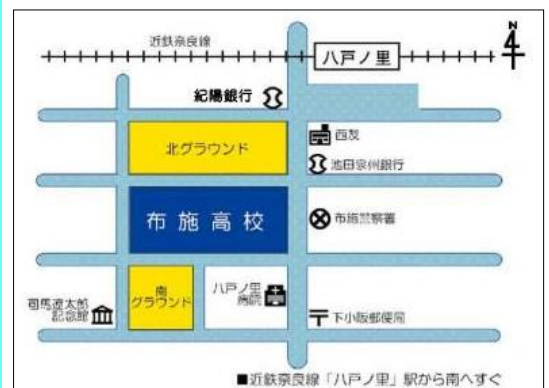 近鉄奈良線
N
八戸ノ里
紀陽銀行
西友
北グラウンド
池田泉州銀行
布施高校
布施警察署
南
グラウンド
八戸ノ里
病院
司馬遼太郎
記念館
下小阪郵便局
■近鉄奈良線「八戸ノ里」駅から南へすぐ